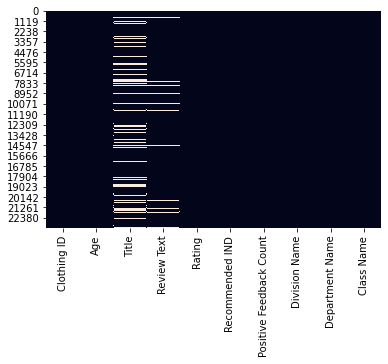 0
1119
2238
3357
4476
5595
6714
7833
8952
10071
11190
12309
13428
14547
15666
16785
17904
19023
20142
21261
22380
Clothing ID
Age
Title
Review Text
Rating
Recommended IND
Positive Feedback Count
Division Name
Department Name
Class Name